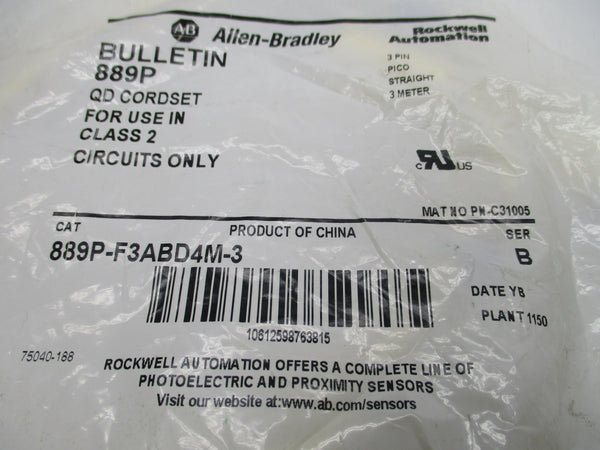 AB Allen-Bradley
Rockwell Automation
BULLETIN
889P
QD CORDSET
FOR USE IN
CLASS 2
CIRCUITS ONLY
3 PIN
PICO
STRAIGHT
3 METER
c RU US
MAT NO PN-C31005
CAT
PRODUCT OF CHINA
SER
889P-F3ABD4M-3
B
DATE YB
PLANT 1150
10612598763815
75040-188
ROCKWELL AUTOMATION OFFERS A COMPLETE LINE OF
PHOTOELECTRIC AND PROXIMITY SENSORS
Visit our website at:www.ab.com/sensors